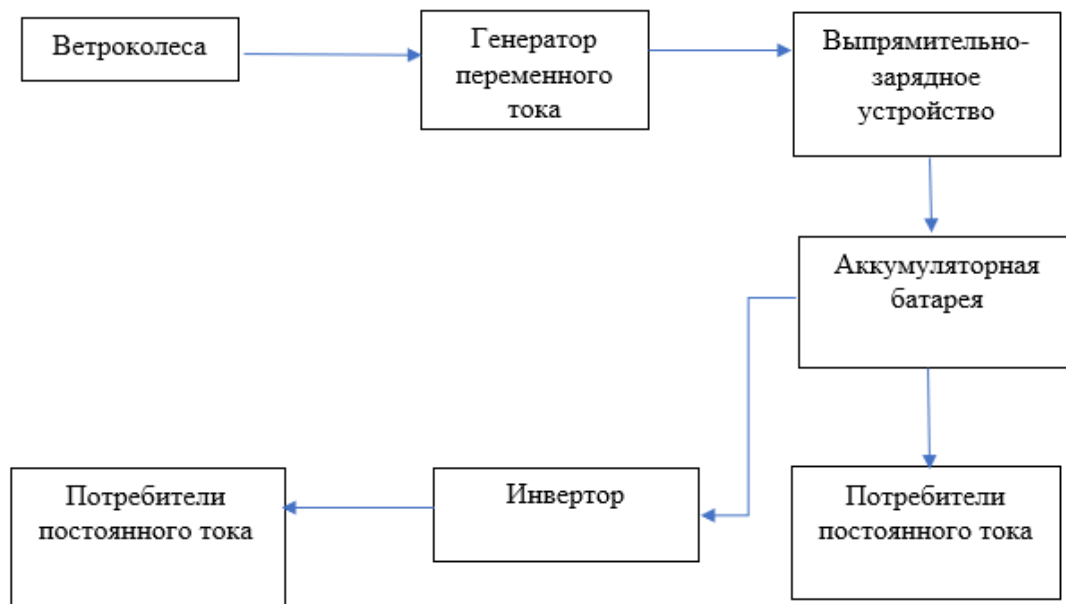 Ветроколеса
Генератор
переменного
тока
Выпрямительно-
зарядное
устройство
Аккумуляторная
батарея
Потребители
постоянного тока
Инвертор
Потребители
постоянного тока